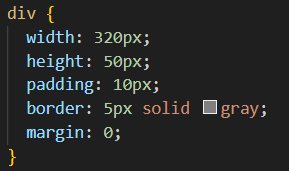 div {
  width: 320px;
  height: 50px;
  padding: 10px;
  border: 5px solid gray;
  margin: 0;
}